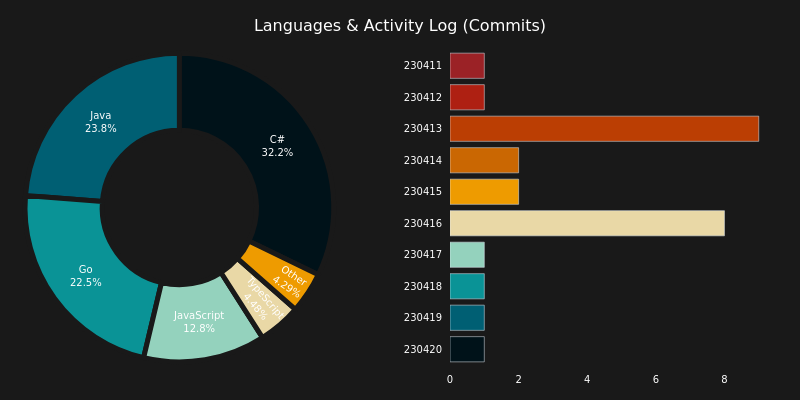 Languages & Activity Log (Commits)
Java
23.8%
C#
32.2%
Go
22.5%
JavaScript
12.8%
TypeScript
4.48%
Other
4.29%
230411
230412
230413
230414
230415
230416
230417
230418
230419
230420
0 2 4 6 8